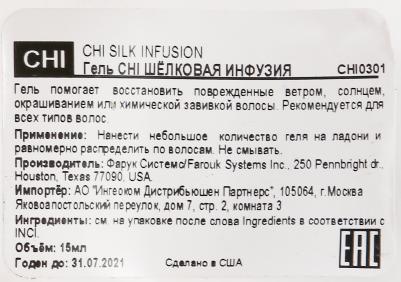 CHI CHI SILK INFUSION
Гель CHI ШЁЛКОВАЯ ИНФУЗИЯ CHI0301
Гель помогает восстановить поврежденные ветром, солнцем,
окрашиванием или химической завивкой волосы. Рекомендуется для
всех типов волос.
Применение: Нанести небольшое количество геля на ладони и
равномерно распределить по волосам. Не смывать.
Производитель: Фарук Системс/Farouk Systems Inc., 250 Pennbright dr.,
Houston, Texas 77090, USA.
Импортёр: АО "Ингеоком Дистрибьюшен Партнерс", 105064, г.Москва
Яковоапостольский переулок, дом 7, стр. 2, комната 3
Ингредиенты: см. на упаковке после слова Ingredients в соответствии с
INCI.
Объём: 15мл
Годен до: 31.07.2021 Сделано в США
EAC